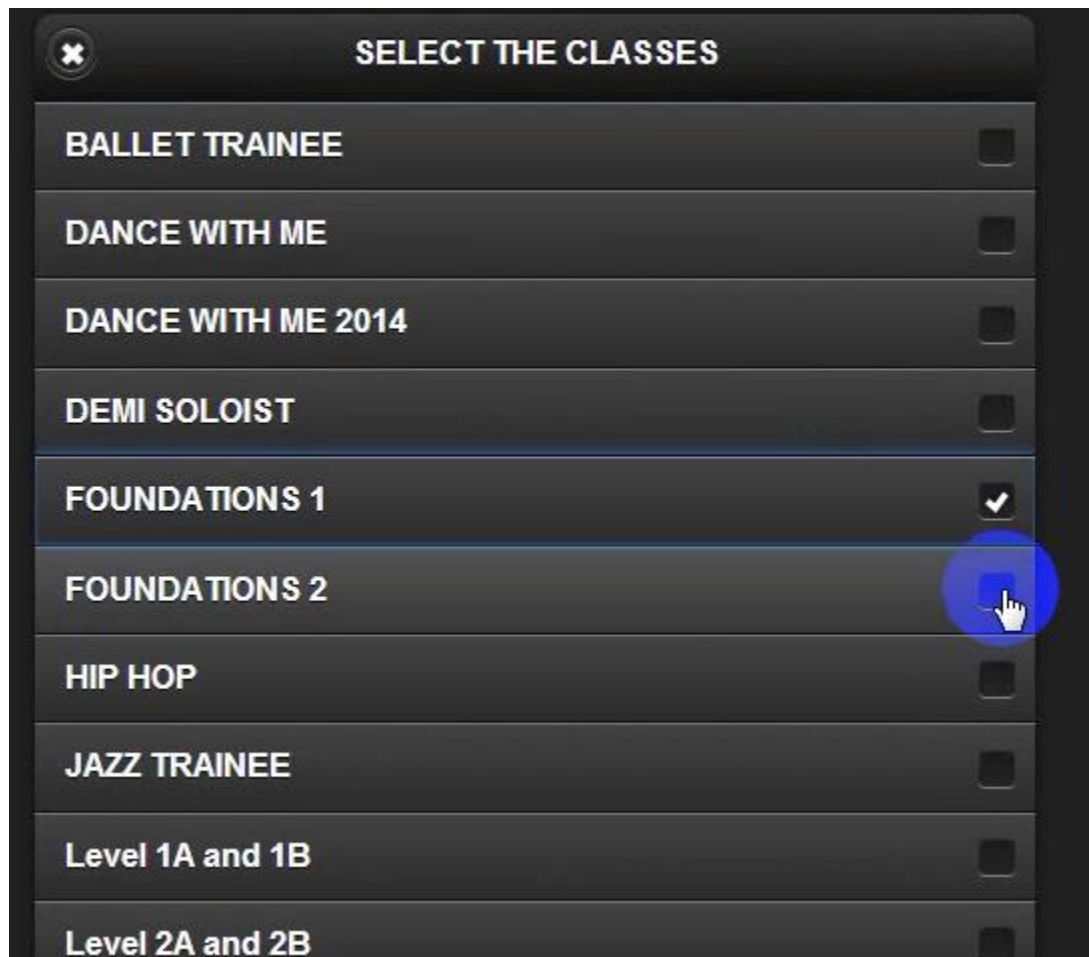 SELECT THE CLASSES
BALLET TRAINEE
DANCE WITH ME
DANCE WITH ME 2014
DEMI SOLOIST
FOUNDATIONS 1
FOUNDATIONS 2
HIP HOP
JAZZ TRAINEE
Level 1A and 1B
Level 2A and 2B